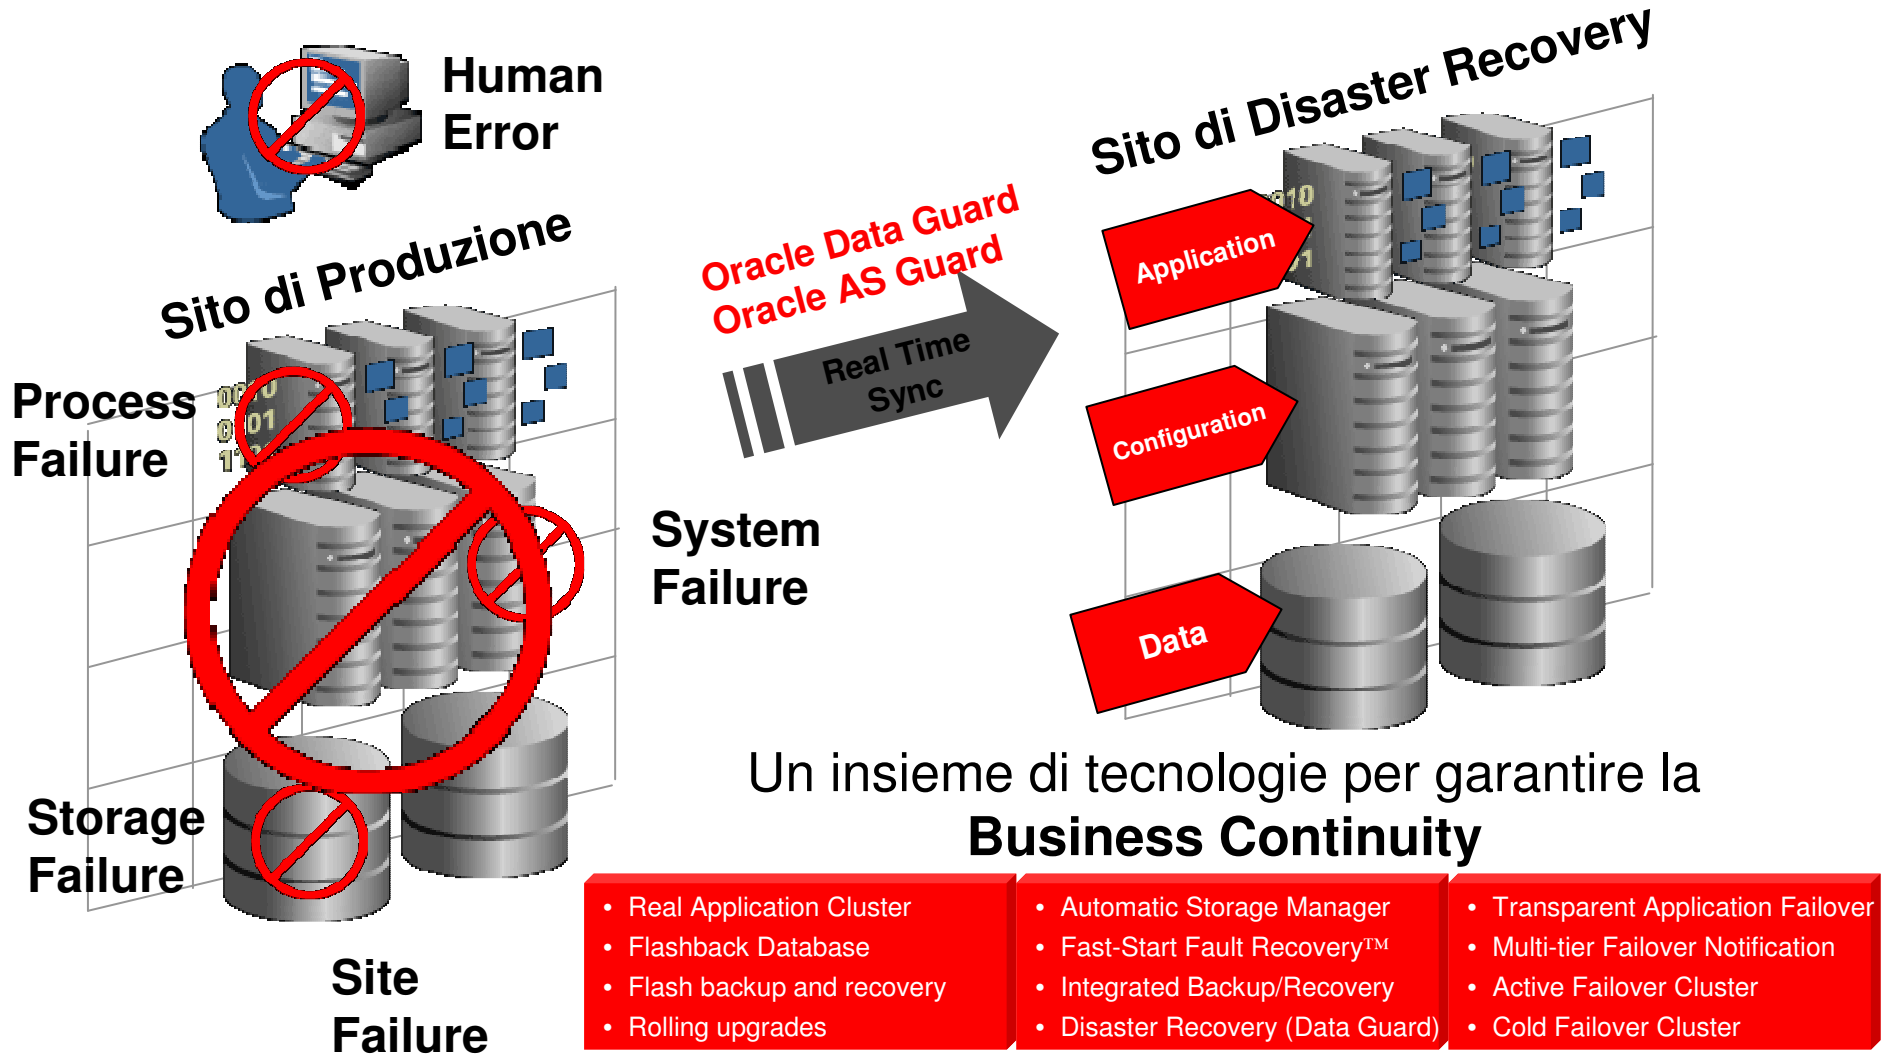 Human
Error
Sito di Produzione
Process
Failure
System
Failure
Storage
Failure
Site
Failure
Oracle Data Guard
Oracle AS Guard
Real Time
Sync
Sito di Disaster Recovery
Application
Configuration
Data
Un insieme di tecnologie per garantire la
Business Continuity
• Real Application Cluster
• Flashback Database
• Flash backup and recovery
• Rolling upgrades
• Automatic Storage Manager
• Fast-Start Fault Recovery™
• Integrated Backup/Recovery
• Disaster Recovery (Data Guard)
• Transparent Application Failover
• Multi-tier Failover Notification
• Active Failover Cluster
• Cold Failover Cluster